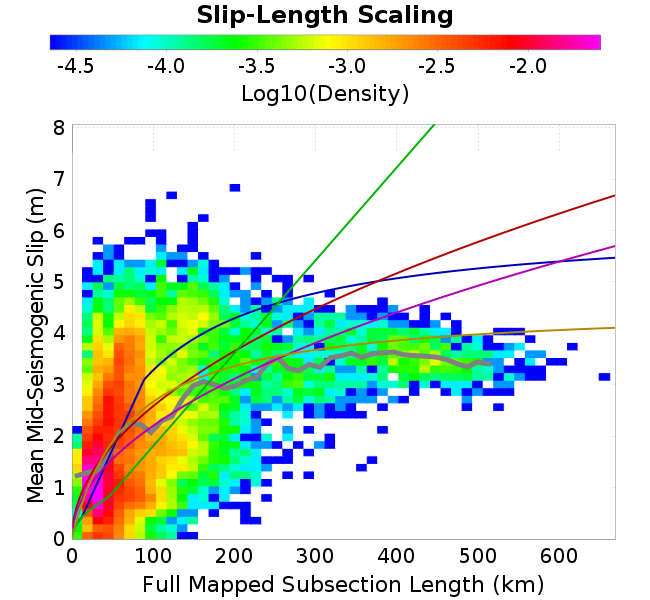 Slip-Length Scaling
-4.5 -4.0 -3.5 -3.0 -2.5 -2.0
Log10(Density)
8
7
6
5
4
3
2
1
0
Mean Mid-Seismogenic Slip (m)
0 100 200 300 400 500 600
Full Mapped Subsection Length (km)